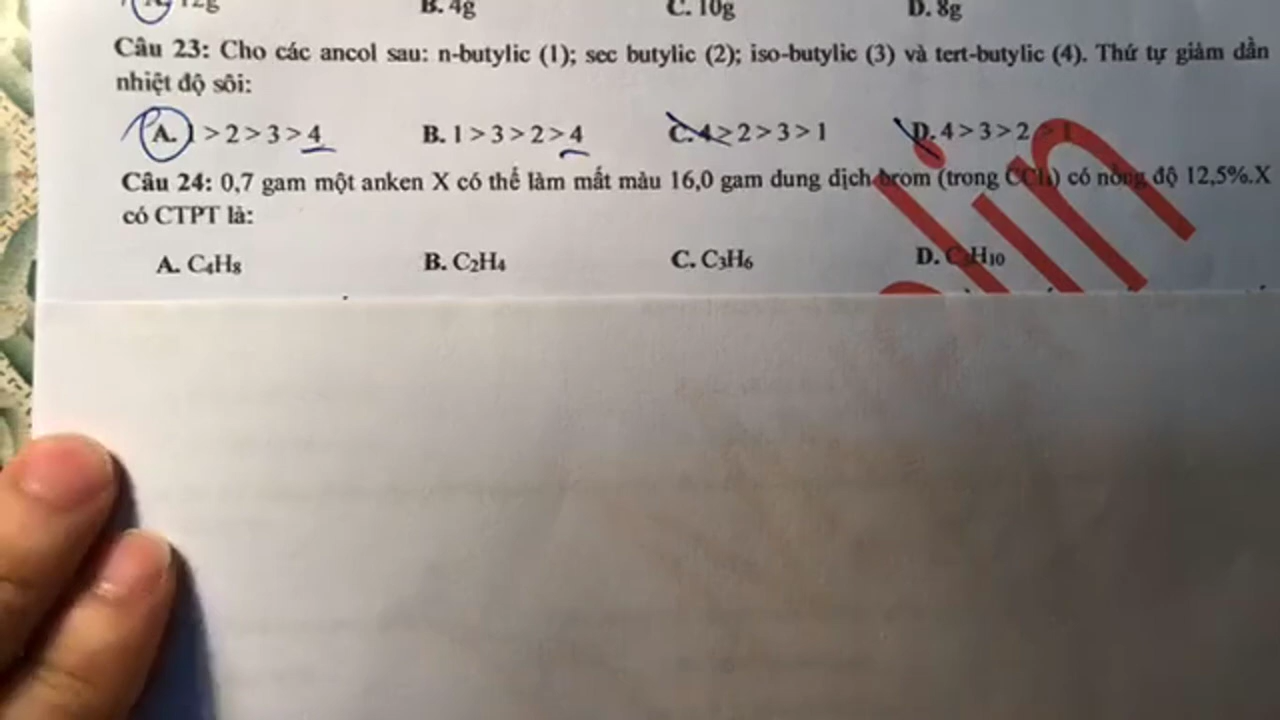 A. 12g B. 4g C. 10g D. 8g
Câu 23: Cho các ancol sau: n-butylic (1); sec butylic (2); iso-butylic (3) và tert-butylic (4). Thứ tự giảm dần
nhiệt độ sôi:
A. 1 > 2 > 3 > 4 B. 1 > 3 > 2 > 4 C. 4 > 2 > 3 > 1 D. 4 > 3 > 2 > 1
Câu 24: 0,7 gam một anken X có thể làm mất màu 16,0 gam dung dịch brom (trong CCl₄) có nồng độ 12,5%.X
có CTPT là:
A. C₄H₈ B. C₂H₄ C. C₃H₆ D. H₁₀